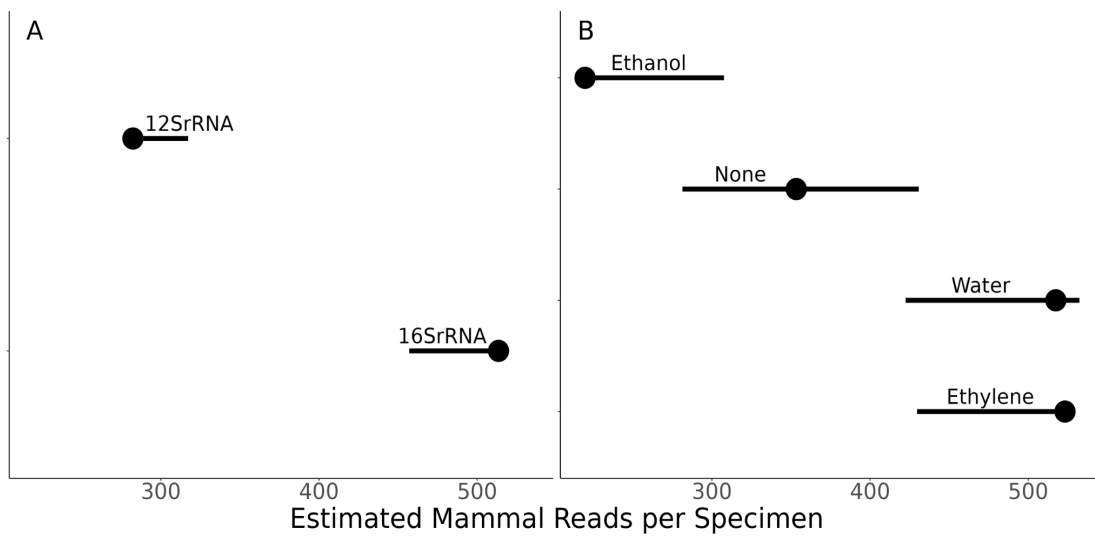 A
12SrRNA
16SrRNA
300 400 500
B
Ethanol
None
Water
Ethylene
300 400 500
Estimated Mammal Reads per Specimen